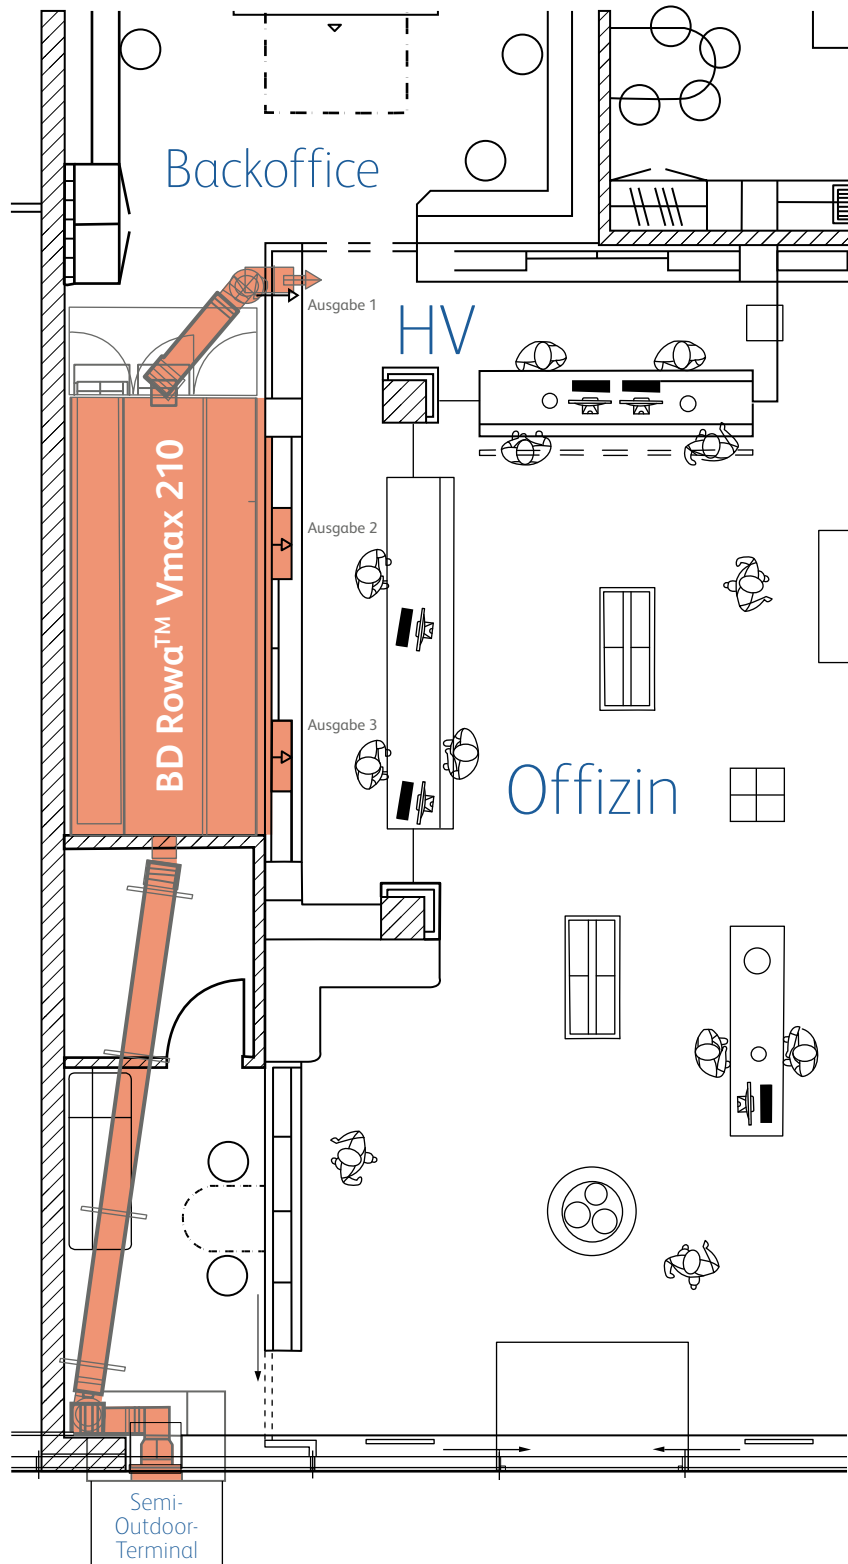 Backoffice
Ausgabe 1
HV
BD Rowa™ Vmax 210
Ausgabe 2
Ausgabe 3
Offizin
Semi-
Outdoor-
Terminal